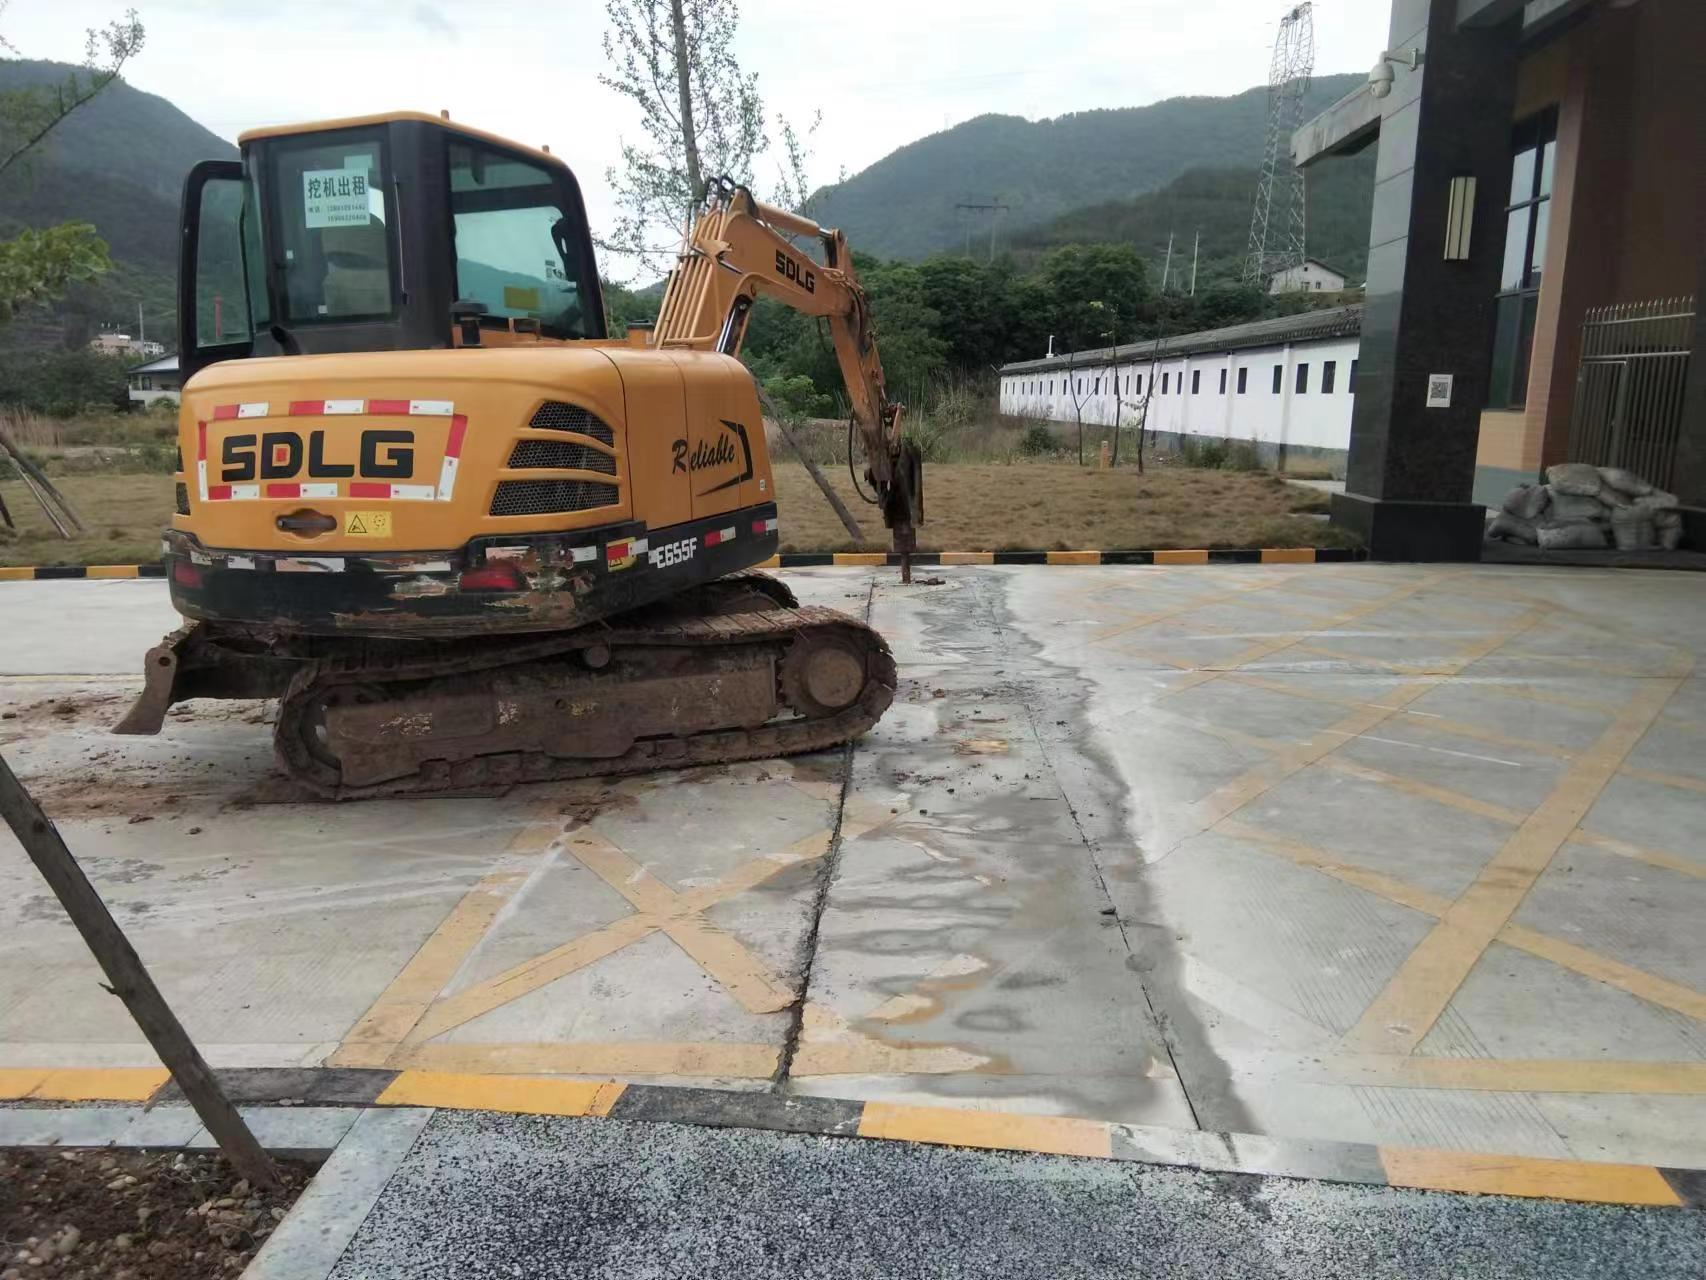 挖机出租
SDLG
SDLG
Reliable
E655F